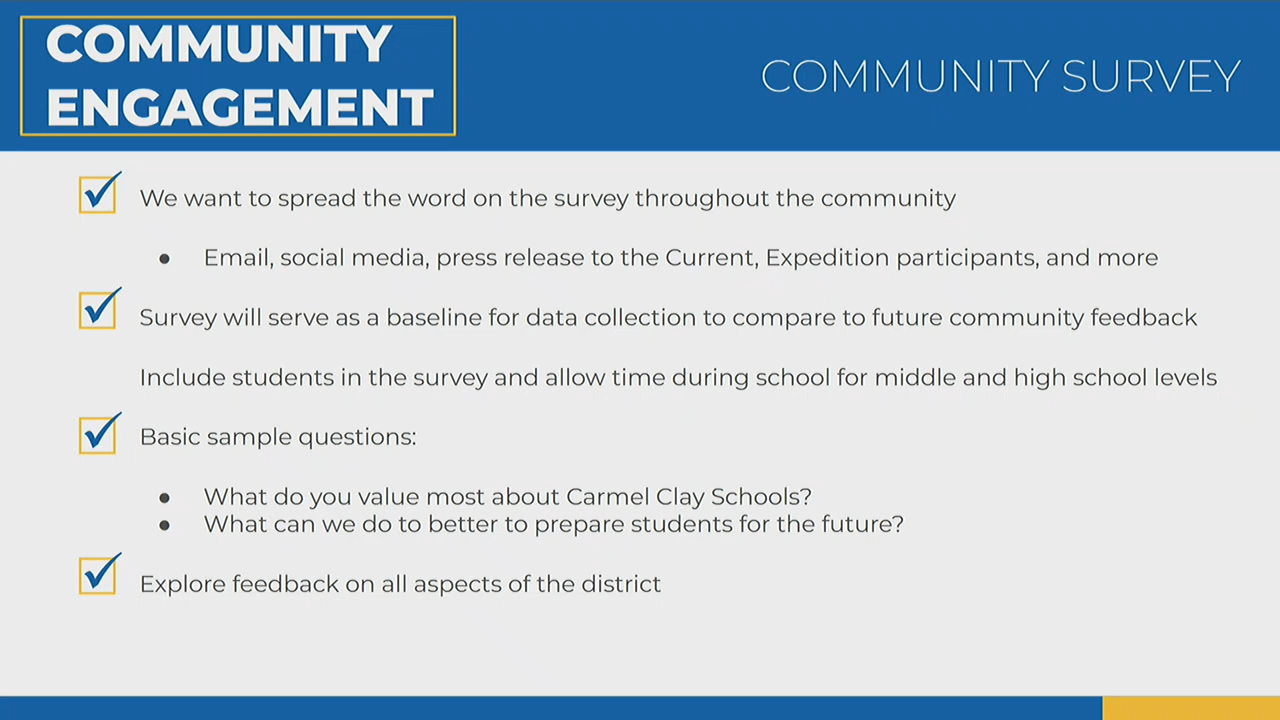 COMMUNITY
ENGAGEMENT
COMMUNITY SURVEY
We want to spread the word on the survey throughout the community
Email, social media, press release to the Current, Expedition participants, and more
Survey will serve as a baseline for data collection to compare to future community feedback
Include students in the survey and allow time during school for middle and high school levels
Basic sample questions:
What do you value most about Carmel Clay Schools?
What can we do to better to prepare students for the future?
Explore feedback on all aspects of the district